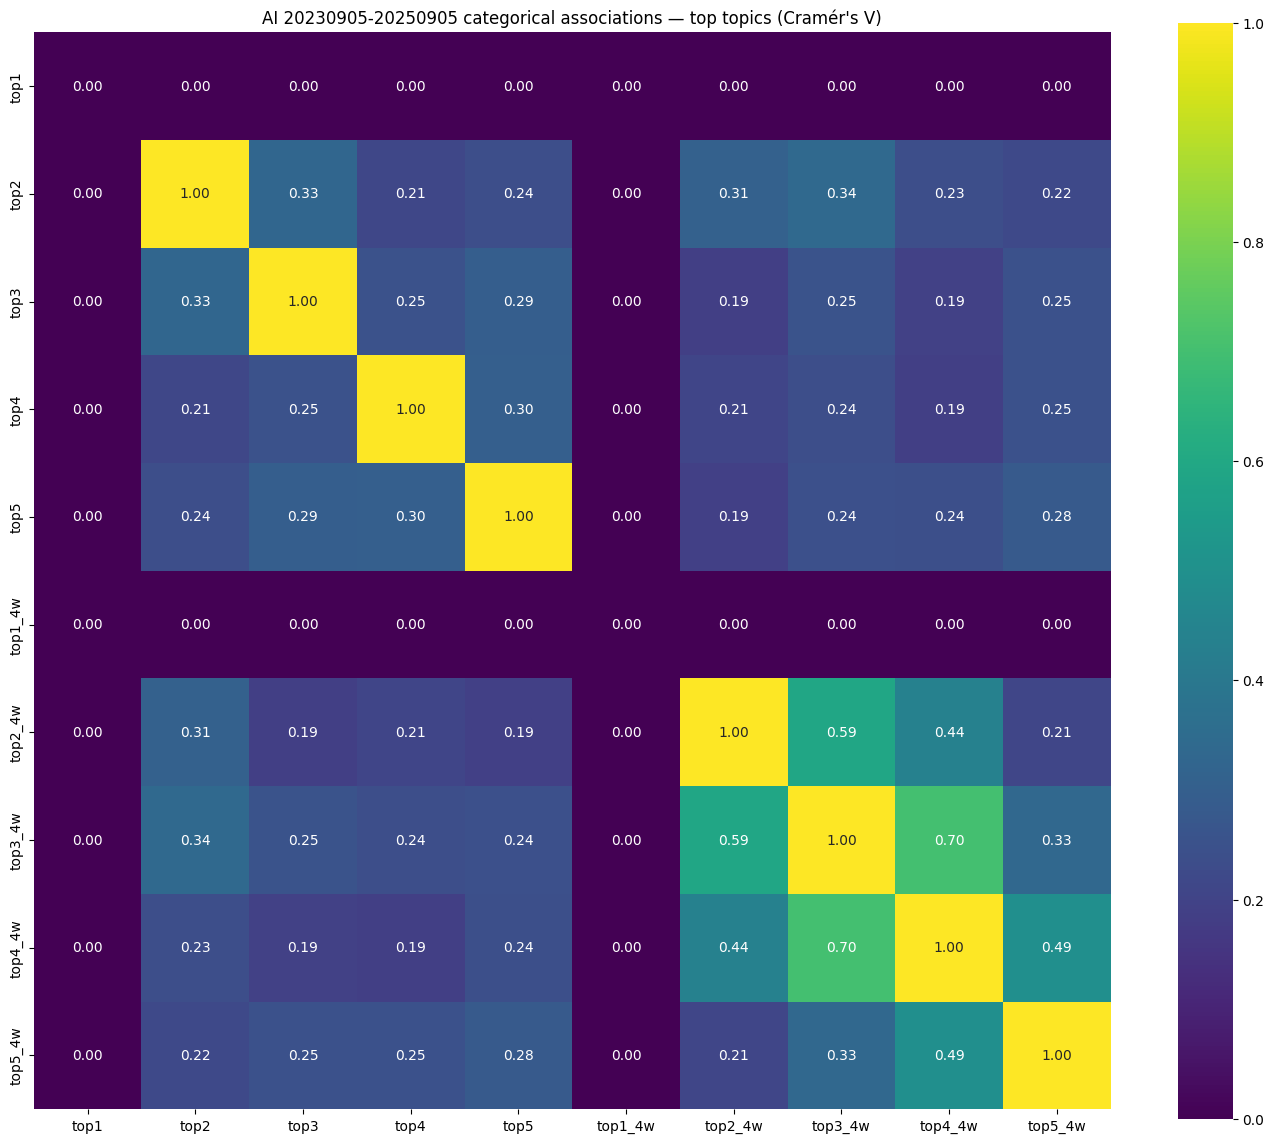 AI 20230905-20250905 categorical associations — top topics (Cramér's V)
top1 0.00 0.00 0.00 0.00 0.00 0.00 0.00 0.00 0.00 0.00
top2 0.00 1.00 0.33 0.21 0.24 0.00 0.31 0.34 0.23 0.22
top3 0.00 0.33 1.00 0.25 0.29 0.00 0.19 0.25 0.19 0.25
top4 0.00 0.21 0.25 1.00 0.30 0.00 0.21 0.24 0.19 0.25
top5 0.00 0.24 0.29 0.30 1.00 0.00 0.19 0.24 0.24 0.28
top1_4w 0.00 0.00 0.00 0.00 0.00 0.00 0.00 0.00 0.00 0.00
top2_4w 0.00 0.31 0.19 0.21 0.19 0.00 1.00 0.59 0.44 0.21
top3_4w 0.00 0.34 0.25 0.24 0.24 0.00 0.59 1.00 0.70 0.33
top4_4w 0.00 0.23 0.19 0.19 0.24 0.00 0.44 0.70 1.00 0.49
top5_4w 0.00 0.22 0.25 0.25 0.28 0.00 0.21 0.33 0.49 1.00
top1 top2 top3 top4 top5 top1_4w top2_4w top3_4w top4_4w top5_4w
1.0
0.8
0.6
0.4
0.2
0.0